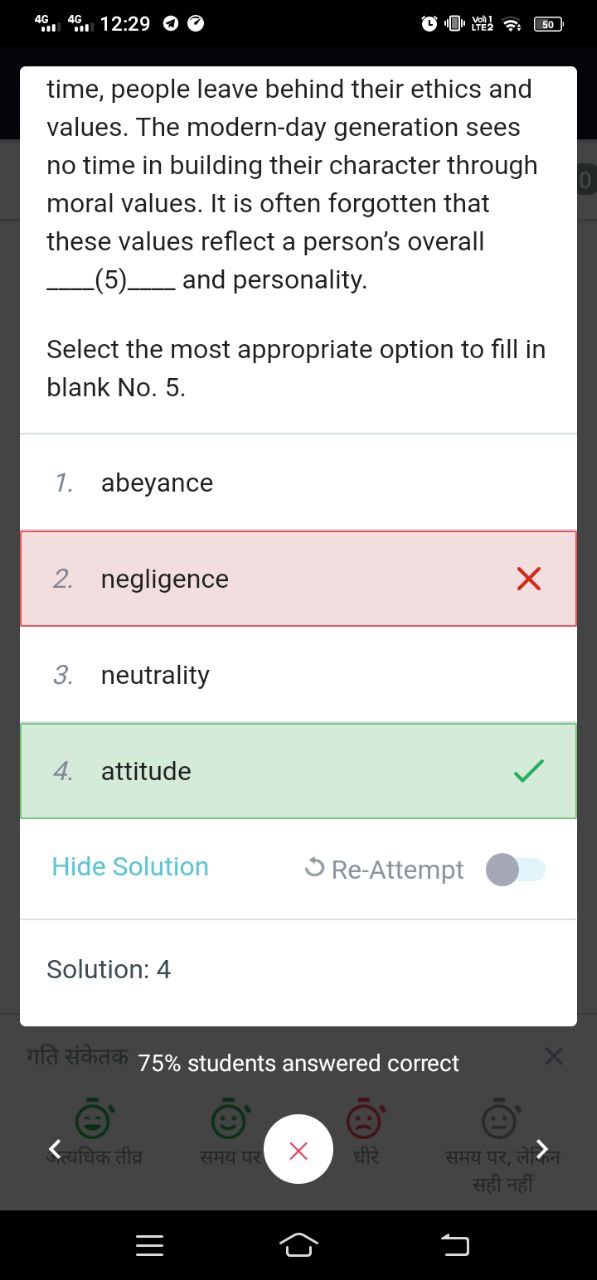 4G 4G 12:29 VoI) 1 LTE2 50
time, people leave behind their ethics and
values. The modern-day generation sees
no time in building their character through
moral values. It is often forgotten that
these values reflect a person’s overall
____(5)____ and personality.
Select the most appropriate option to fill in
blank No. 5.
1. abeyance
2. negligence
3. neutrality
4. attitude
Hide Solution Re-Attempt
Solution: 4
गति संकेतक 75% students answered correct
अत्यधिक तीव्र समय पर धीरे समय पर, लेकिन
सही नहीं